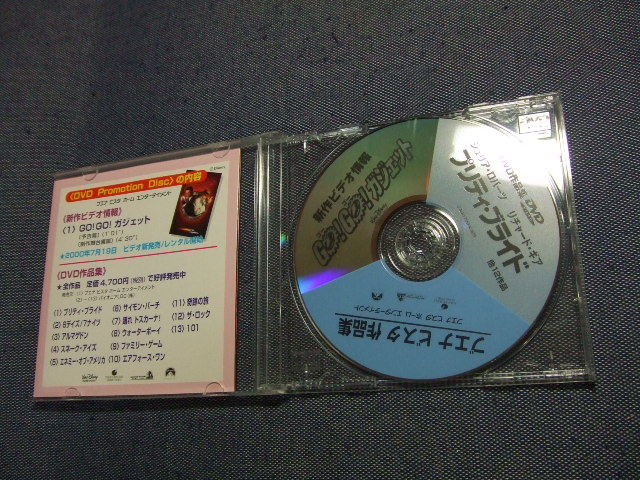 〈DVD Promotion Disc〉の内容
ブエナ ビスタ ホーム エンターテイメント
《新作ビデオ情報》
(1) GO!GO! ガジェット
★2000年7月19日 ビデオ新発売/レンタル開始
《DVD作品集》
★全作品 定価4,700円(税別)で好評発売中
(1) プリティ・ブライド
(2) 6デイズ/7ナイツ
(3) アルマゲドン
(4) スネーク・アイズ
(5) エネミー・オブ・アメリカ
(6) サイモン・バーチ
(7) 踊れ トスカーナ!
(8) ウォーターボーイ
(9) ファミリー・ゲーム
(10) エアフォース・ワン
(11) 奇跡の旅
(12) ザ・ロック
(13) 101
新作ビデオ情報
GO! GO! ガジェット
ジュリア・ロバーツ リチャード・ギア
プリティ・ブライド
他12作品
DVD
ブエナ ビスタ 作品集
ブエナ ビスタ ホーム エンターテイメント